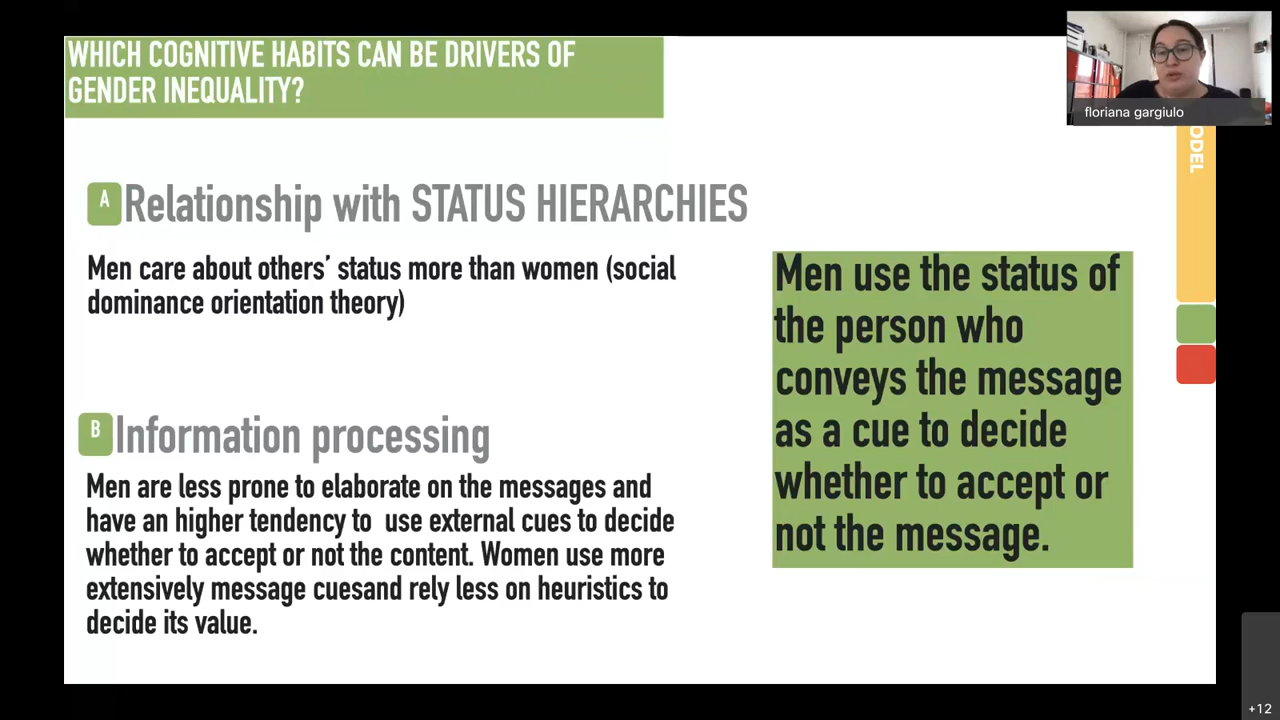 WHICH COGNITIVE HABITS CAN BE DRIVERS OF
GENDER INEQUALITY?
floriana gargiulo
ODEL
A Relationship with STATUS HIERARCHIES
Men care about others’ status more than women (social
dominance orientation theory)
Men use the status of
the person who
conveys the message
as a cue to decide
whether to accept or
not the message.
B Information processing
Men are less prone to elaborate on the messages and
have an higher tendency to use external cues to decide
whether to accept or not the content. Women use more
extensively message cuesand rely less on heuristics to
decide its value.
+12